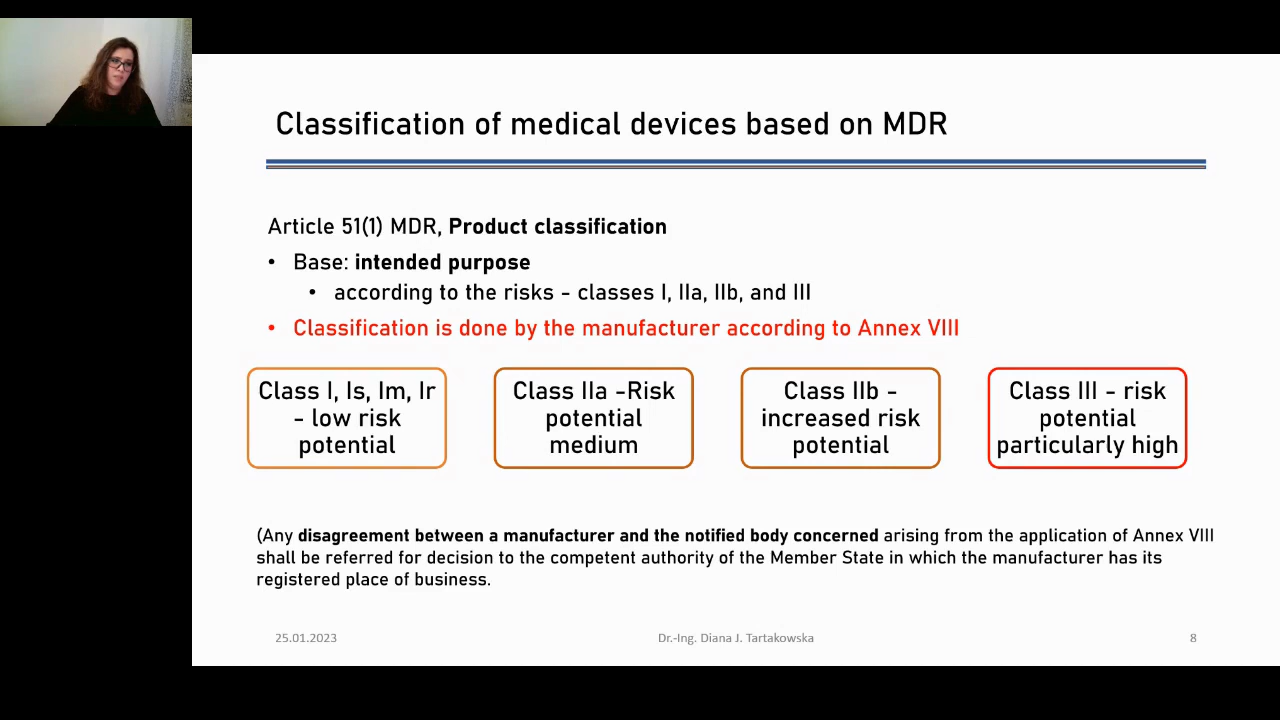 Classification of medical devices based on MDR
Article 51(1) MDR, Product classification
• Base: intended purpose
• according to the risks - classes I, IIa, IIb, and III
• Classification is done by the manufacturer according to Annex VIII
Class I, Is, Im, Ir
- low risk
potential
Class IIa -Risk
potential
medium
Class IIb -
increased risk
potential
Class III - risk
potential
particularly high
(Any disagreement between a manufacturer and the notified body concerned arising from the application of Annex VIII
shall be referred for decision to the competent authority of the Member State in which the manufacturer has its
registered place of business.
25.01.2023
Dr.-Ing. Diana J. Tartakowska
8